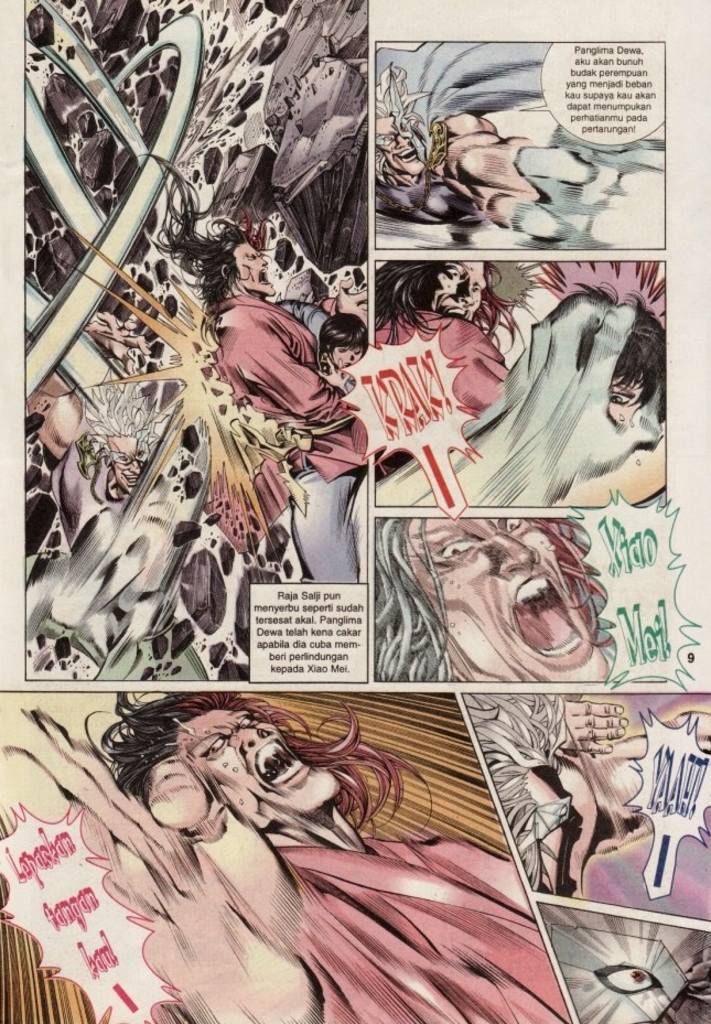 Panglima Dewa,
aku akan bunuh
budak perempuan
yang menjadi beban
kau supaya kau akan
dapat menumpukan
perhatianmu pada
pertarungan!
KRAK!
Raja Salji pun
menyerbu seperti sudah
tersesat akal. Panglima
Dewa telah kena cakar
apabila dia cuba mem-
beri perlindungan
kepada Xiao Mei.
Xiao
Mei!
9
Lepaskan
tangan
kau!
YAAH!